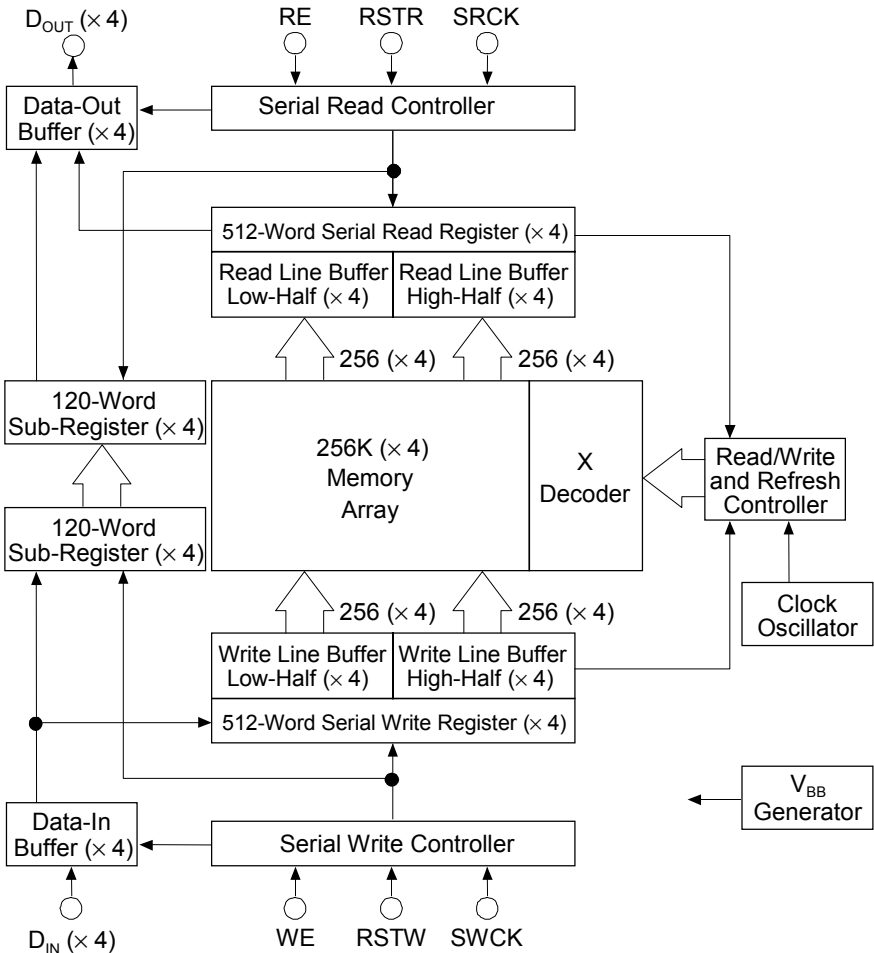 D_OUT (× 4)
RE
RSTR
SRCK
Data-Out
Buffer (× 4)
Serial Read Controller
512-Word Serial Read Register (× 4)
Read Line Buffer
Low-Half (× 4)
Read Line Buffer
High-Half (× 4)
256 (× 4)
256 (× 4)
120-Word
Sub-Register (× 4)
256K (× 4)
Memory
Array
X
Decoder
Read/Write
and Refresh
Controller
120-Word
Sub-Register (× 4)
256 (× 4)
256 (× 4)
Clock
Oscillator
Write Line Buffer
Low-Half (× 4)
Write Line Buffer
High-Half (× 4)
512-Word Serial Write Register (× 4)
V_BB
Generator
Data-In
Buffer (× 4)
Serial Write Controller
D_IN (× 4)
WE
RSTW
SWCK